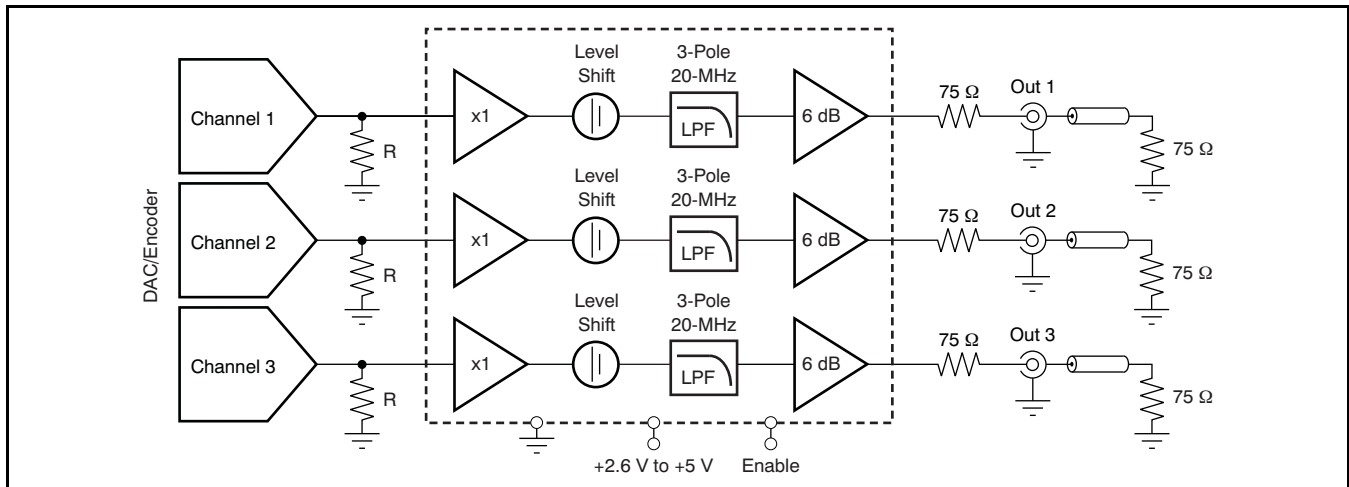 DAC/Encoder
Channel 1
R
x1
Level
Shift
3-Pole
20-MHz
LPF
6 dB
75 Ω
Out 1
75 Ω
Channel 2
R
x1
Level
Shift
3-Pole
20-MHz
LPF
6 dB
75 Ω
Out 2
75 Ω
Channel 3
R
x1
Level
Shift
3-Pole
20-MHz
LPF
6 dB
75 Ω
Out 3
75 Ω
+2.6 V to +5 V
Enable